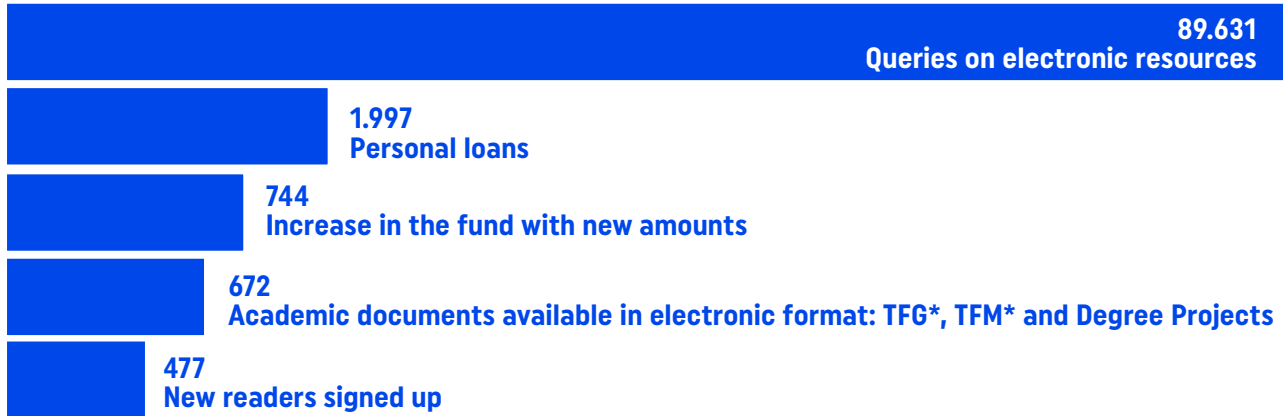 89.631
Queries on electronic resources
1.997
Personal loans
744
Increase in the fund with new amounts
672
Academic documents available in electronic format: TFG*, TFM* and Degree Projects
477
New readers signed up